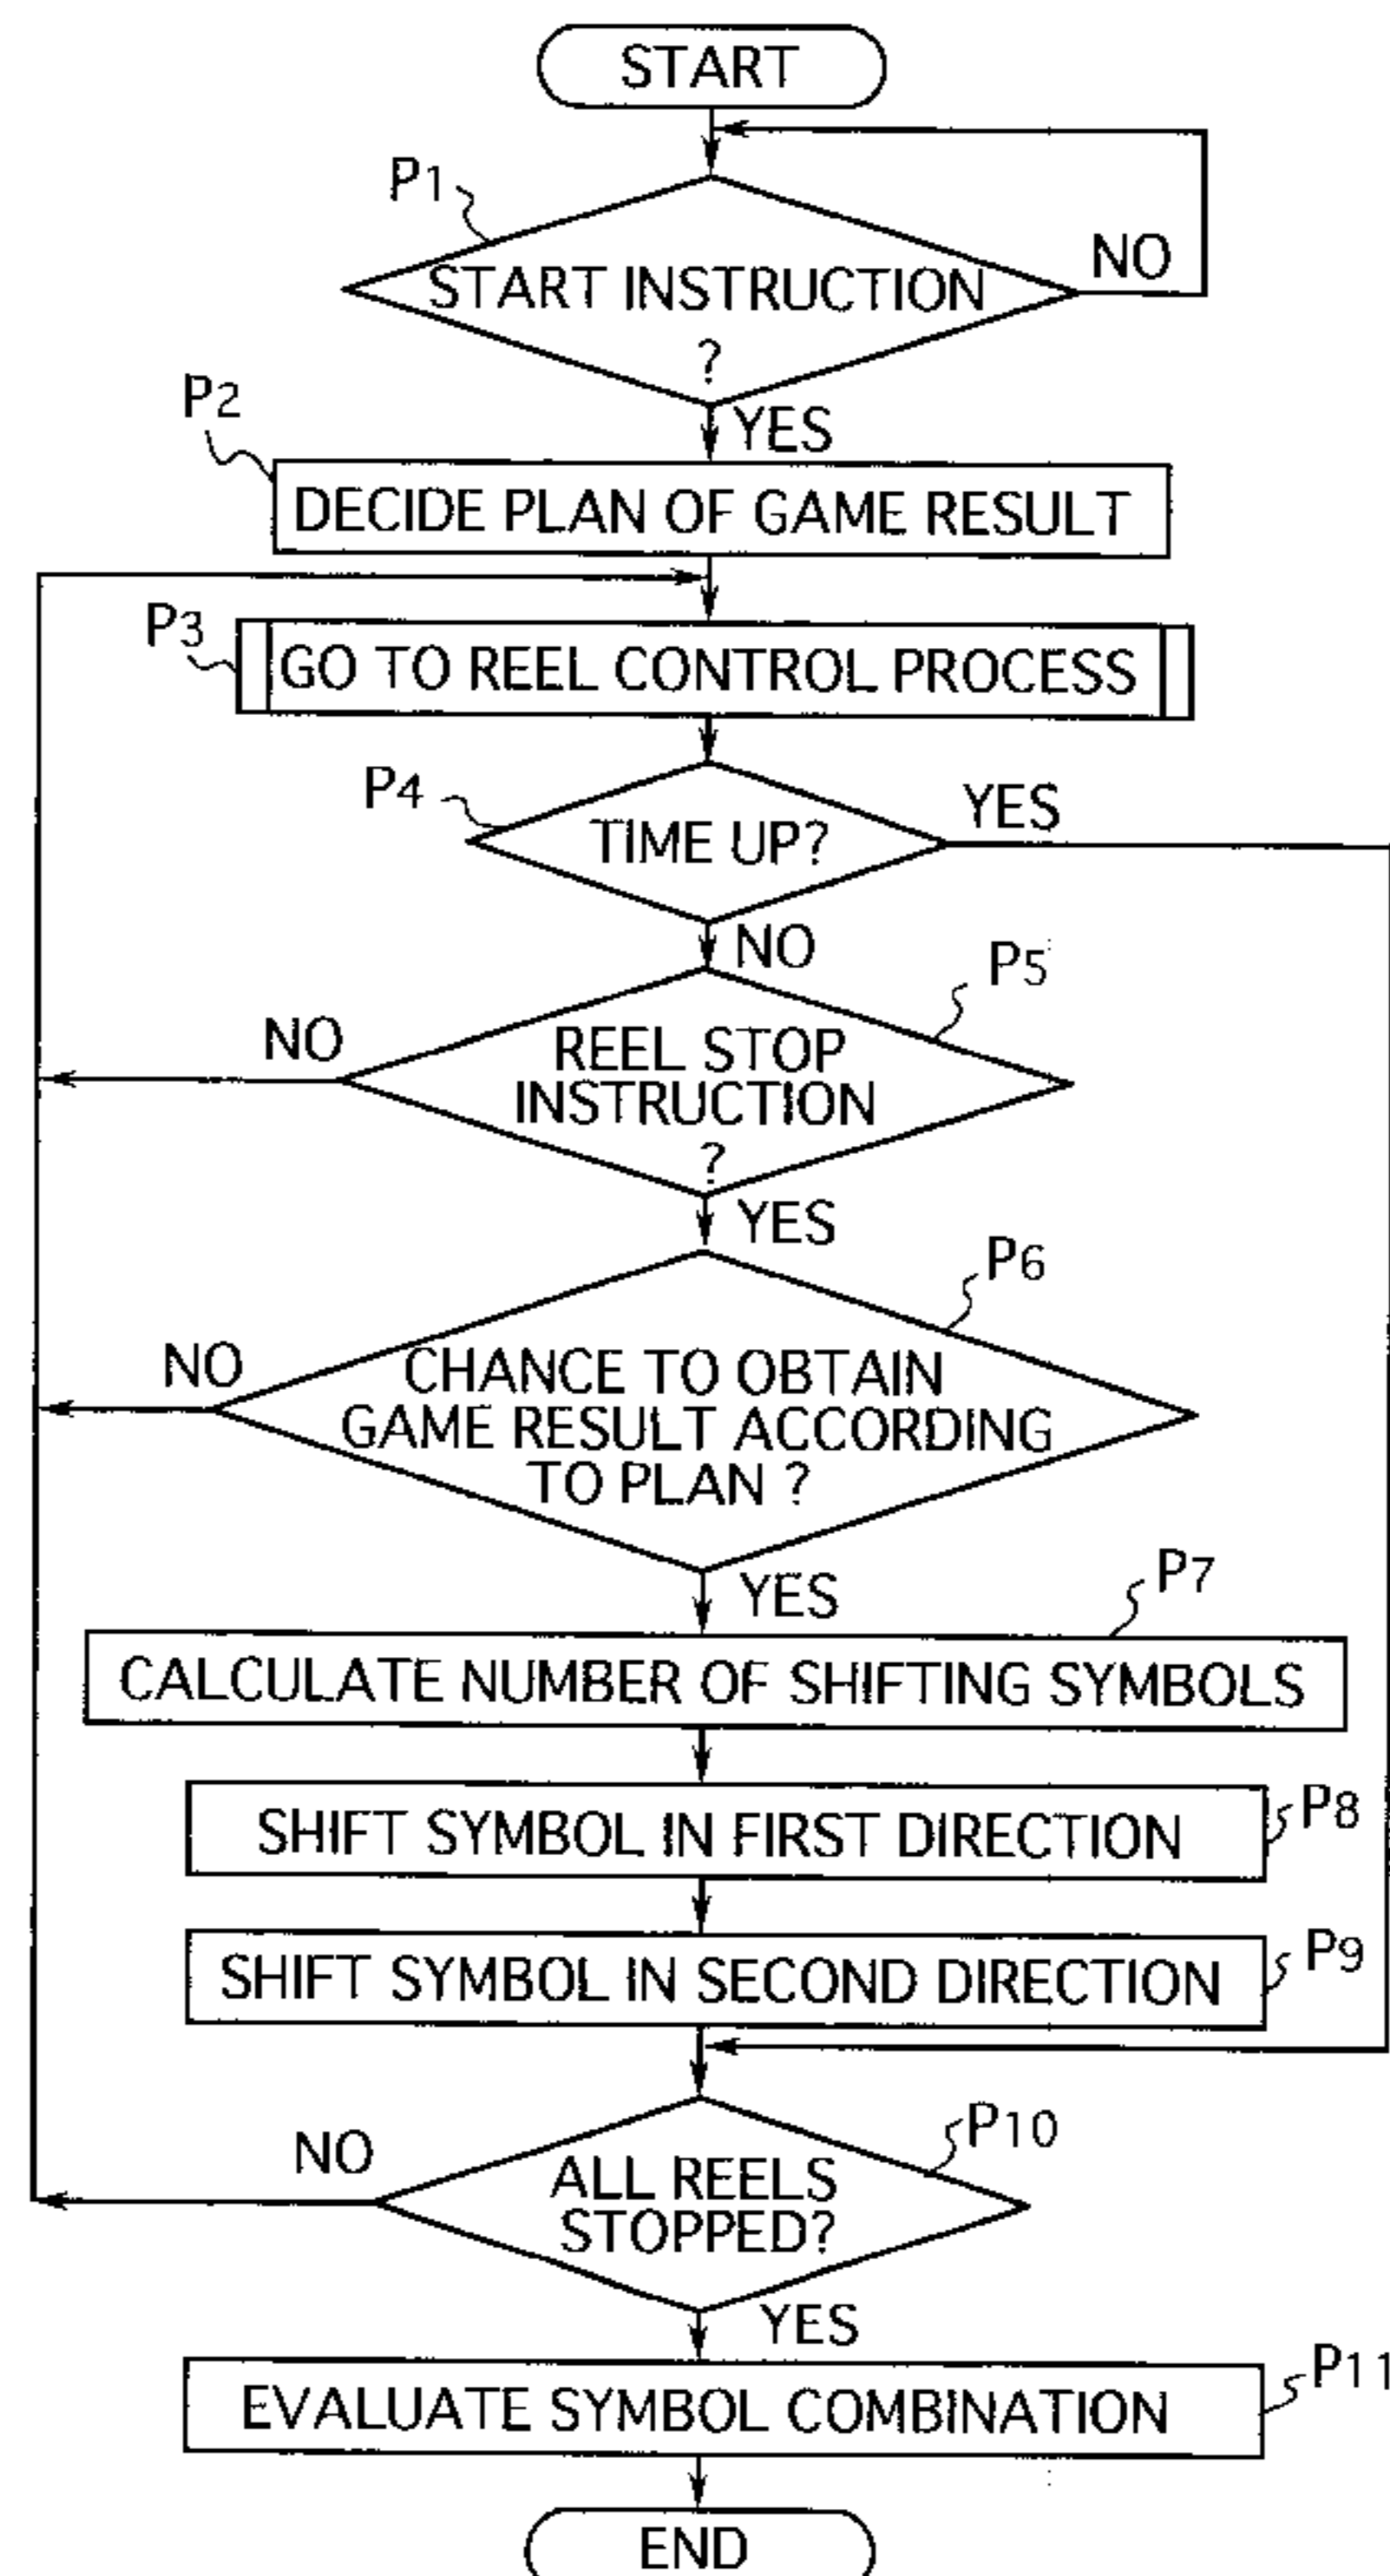 START
P1
START INSTRUCTION
?
NO
YES
P2
DECIDE PLAN OF GAME RESULT
P3
GO TO REEL CONTROL PROCESS
P4
TIME UP?
YES
NO
P5
REEL STOP
INSTRUCTION
?
NO
YES
P6
CHANCE TO OBTAIN
GAME RESULT ACCORDING
TO PLAN ?
NO
YES
P7
CALCULATE NUMBER OF SHIFTING SYMBOLS
SHIFT SYMBOL IN FIRST DIRECTION
P8
SHIFT SYMBOL IN SECOND DIRECTION
P9
P10
ALL REELS
STOPPED?
NO
YES
EVALUATE SYMBOL COMBINATION
P11
END